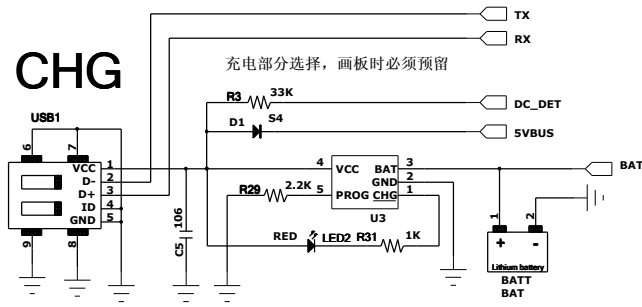 TX
RX
CHG
充电部分选择，画板时必须预留
USB1
R3 33K
DC_DET
D1 S4
5VBUS
6 7
VCC 1
D- 2
D+ 3
ID 4
GND 5
9 8
106
C5
4 VCC BAT 3
GND 2
5 PROG CHG 1
U3
R29 2.2K
RED LED2 R31 1K
BAT
1 2
+ -
Lithium battery
BATT
BAT